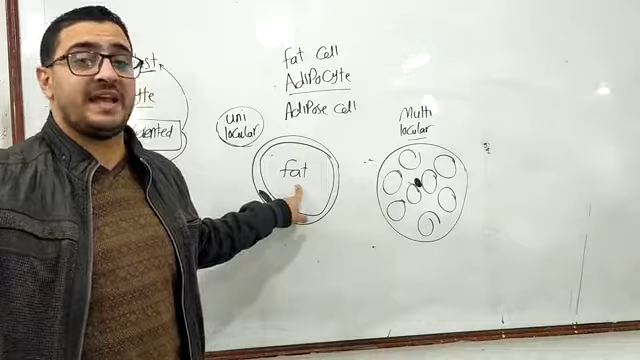 fat cell
AdiPocyte
AdiPose cell
uni
locular
Multi
locular
fat